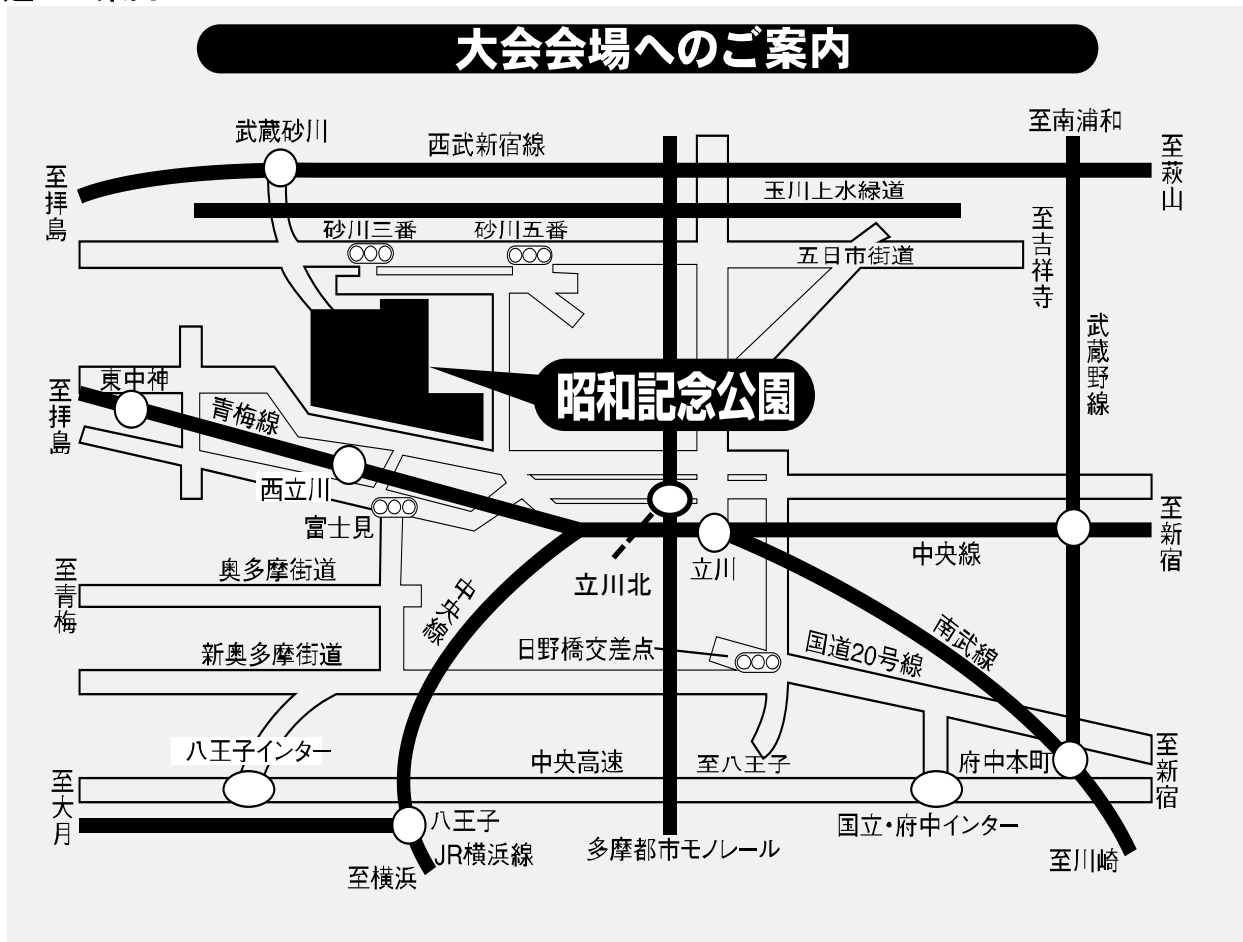 大会会場へのご案内
武蔵砂川
西武新宿線
至南浦和
至萩山
至拝島
玉川上水緑道
砂川三番
砂川五番
五日市街道
至吉祥寺
武蔵野線
昭和記念公園
東中神
至拝島
青梅線
西立川
富士見
立川北
立川
中央線
至新宿
至青梅
奥多摩街道
中央線
新奥多摩街道
日野橋交差点
国道20号線
南武線
八王子インター
中央高速
至八王子
府中本町
至新宿
至大月
八王子
JR横浜線
至横浜
多摩都市モノレール
国立・府中インター
至川崎